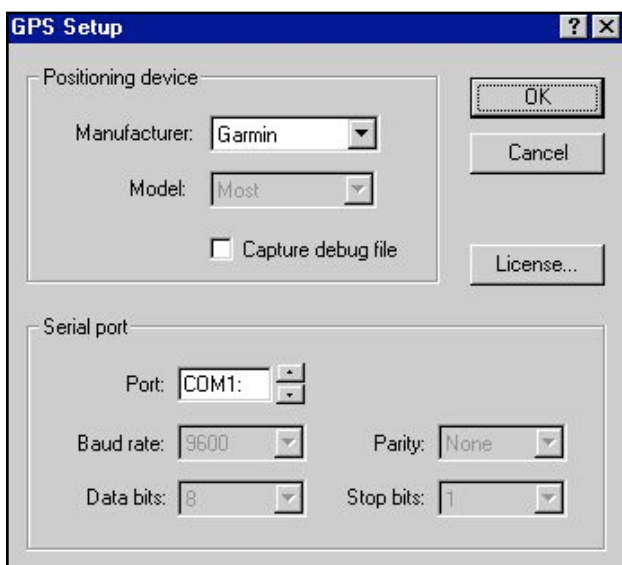 GPS Setup
Positioning device
OK
Manufacturer: Garmin
Cancel
Model: Most
Capture debug file
License...
Serial port
Port: COM1:
Baud rate: 9600 Parity: None
Data bits: 8 Stop bits: 1